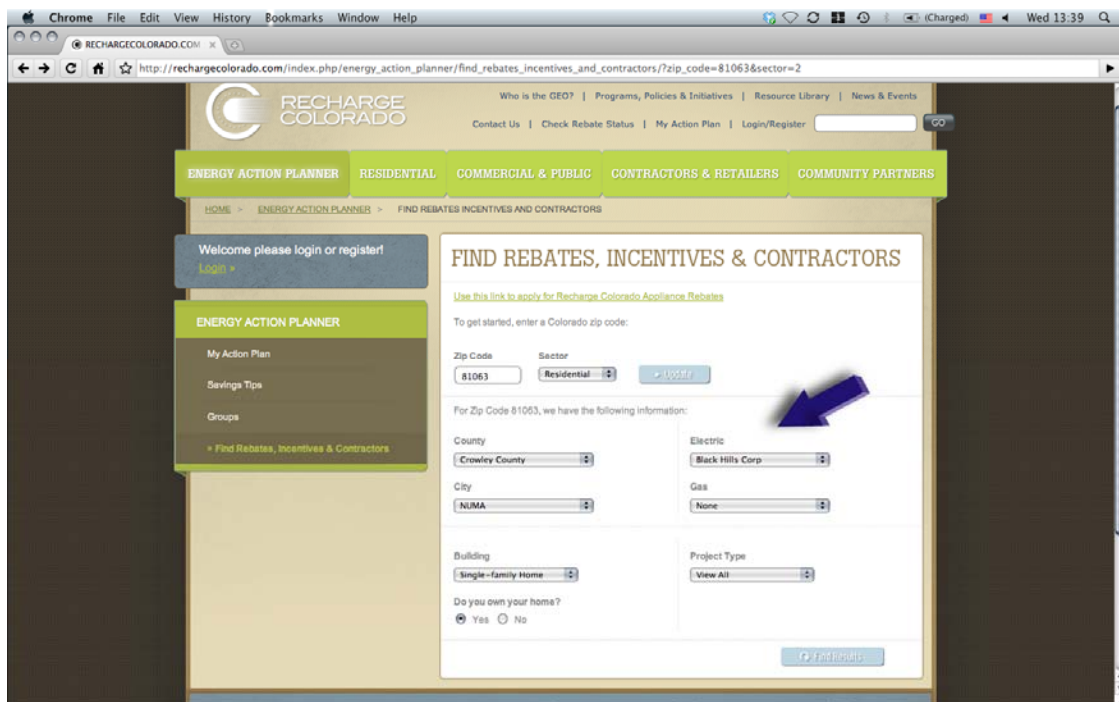 Chrome File Edit View History Bookmarks Window Help (Charged) Wed 13:39
RECHARGECOLORADO.COM
http://rechargecolorado.com/index.php/energy_action_planner/find_rebates_incentives_and_contractors/?zip_code=81063&sector=2
RECHARGE COLORADO
Who is the GEO? | Programs, Policies & Initiatives | Resource Library | News & Events
Contact Us | Check Rebate Status | My Action Plan | Login/Register GO
ENERGY ACTION PLANNER RESIDENTIAL COMMERCIAL & PUBLIC CONTRACTORS & RETAILERS COMMUNITY PARTNERS
HOME > ENERGY ACTION PLANNER > FIND REBATES INCENTIVES AND CONTRACTORS
Welcome please login or register!
Login »
ENERGY ACTION PLANNER
My Action Plan
Savings Tips
Groups
» Find Rebates, Incentives & Contractors
FIND REBATES, INCENTIVES & CONTRACTORS
Use this link to apply for Recharge Colorado Appliance Rebates
To get started, enter a Colorado zip code:
Zip Code Sector
81063 Residential Update
For Zip Code 81063, we have the following information:
County Electric
Crowley County Black Hills Corp
City Gas
NUMA None
Building Project Type
Single-family Home View All
Do you own your home?
Yes No
Find Results